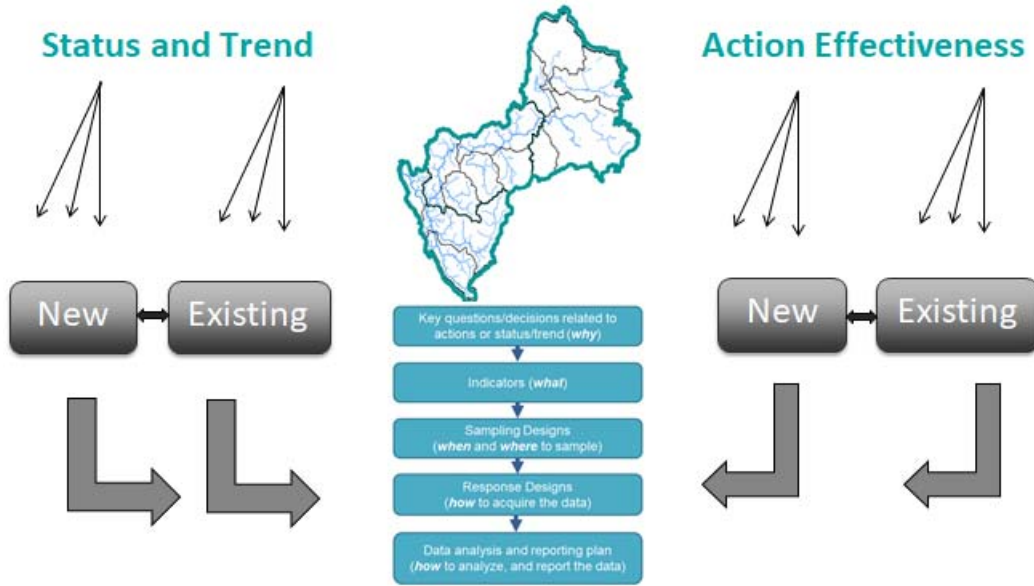 Status and Trend
Action Effectiveness
New
Existing
New
Existing
Key questions/decisions related to
actions or status/trend (why)
Indicators (what)
Sampling Designs
(when and where to sample)
Response Designs
(how to acquire the data)
Data analysis and reporting plan
(how to analyze, and report the data)